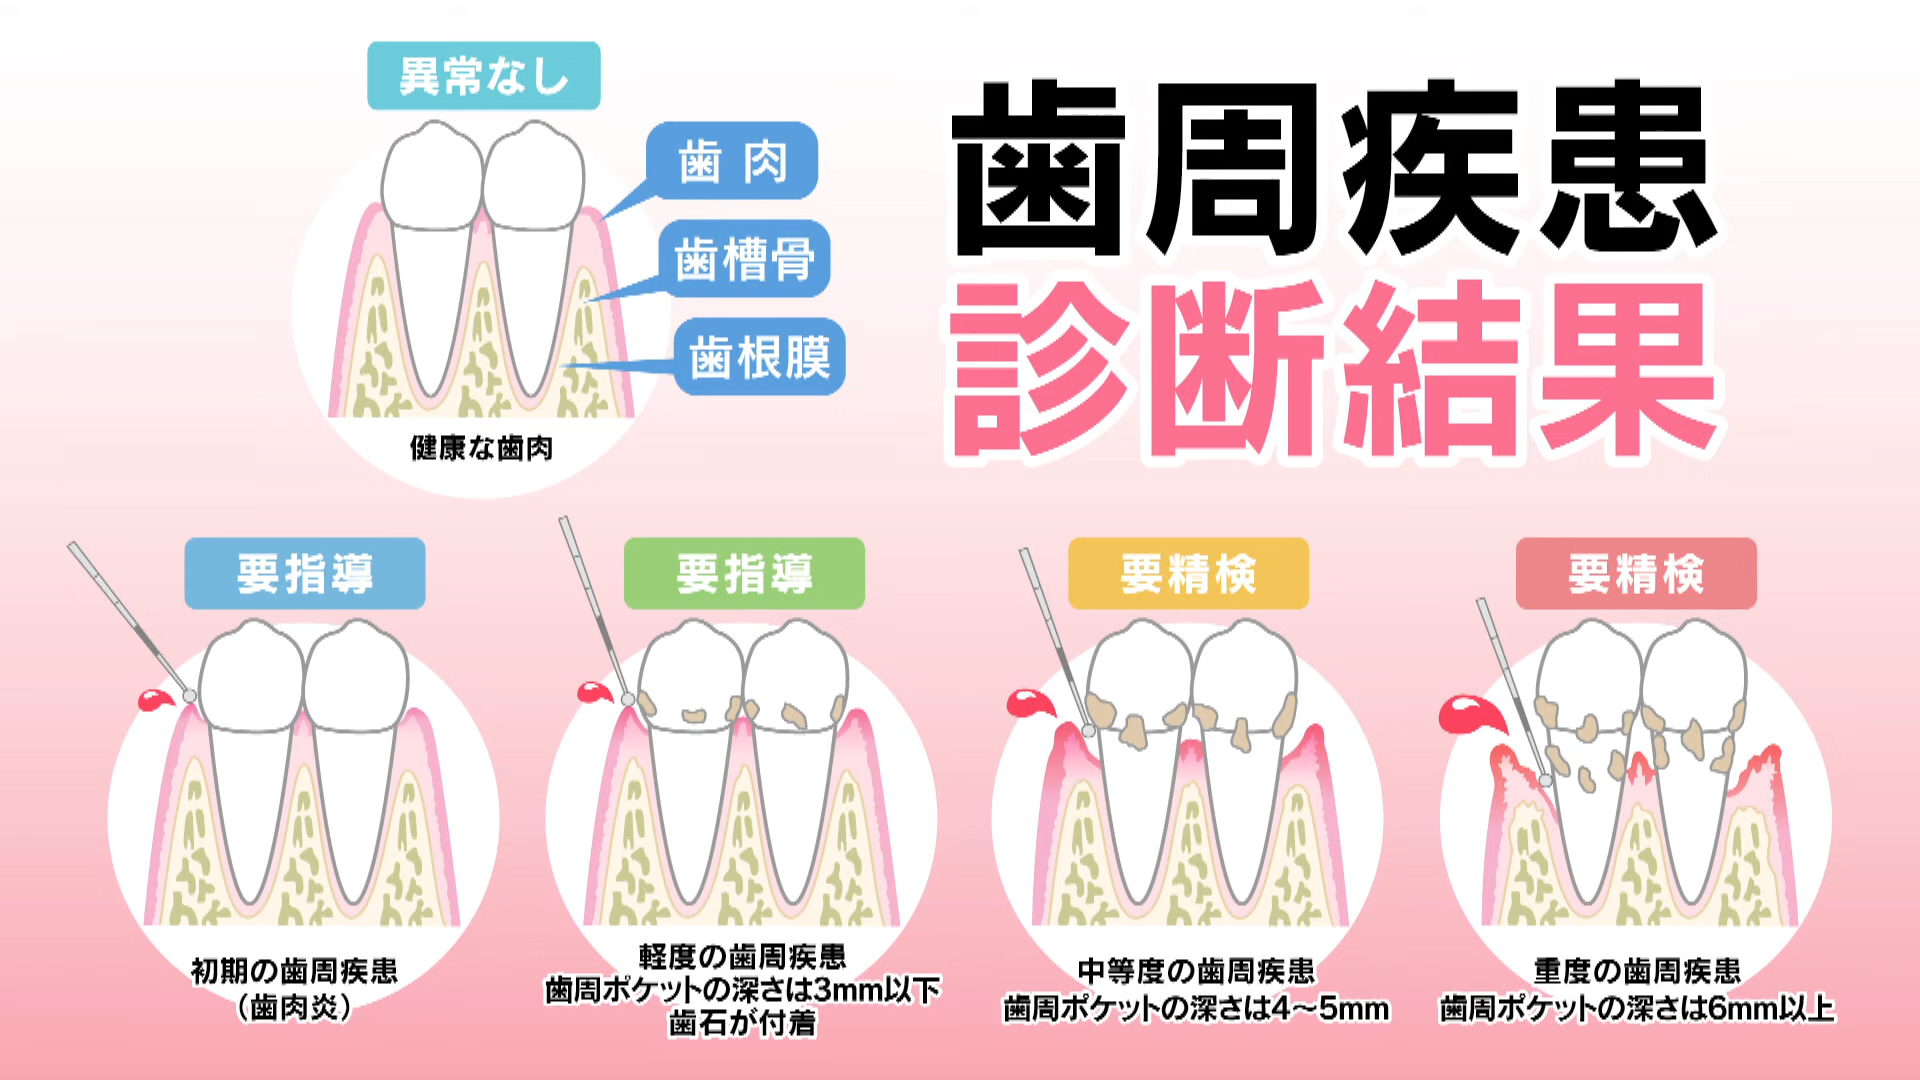 歯周疾患
診断結果
異常なし
歯肉
歯槽骨
歯根膜
健康な歯肉
要指導
初期の歯周疾患
(歯肉炎)
要指導
軽度の歯周疾患
歯周ポケットの深さは3mm以下
歯石が付着
要精検
中等度の歯周疾患
歯周ポケットの深さは4～5mm
要精検
重度の歯周疾患
歯周ポケットの深さは6mm以上